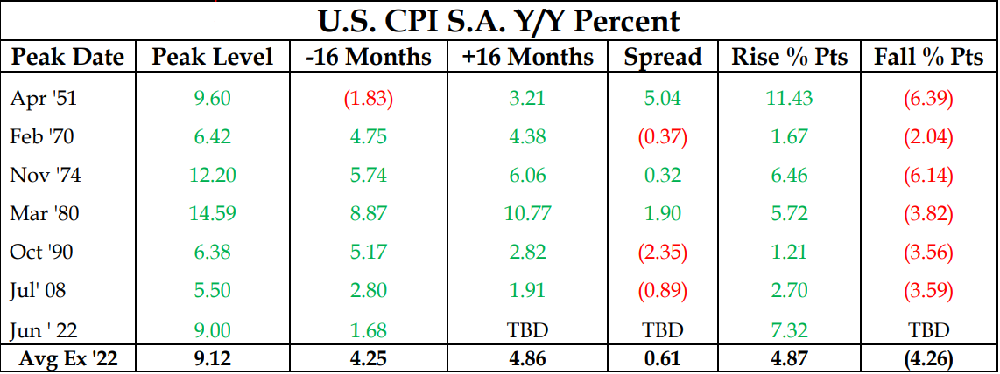 U.S. CPI S.A. Y/Y Percent
Peak Date Peak Level -16 Months +16 Months Spread Rise % Pts Fall % Pts
Apr '51 9.60 (1.83) 3.21 5.04 11.43 (6.39)
Feb '70 6.42 4.75 4.38 (0.37) 1.67 (2.04)
Nov '74 12.20 5.74 6.06 0.32 6.46 (6.14)
Mar '80 14.59 8.87 10.77 1.90 5.72 (3.82)
Oct '90 6.38 5.17 2.82 (2.35) 1.21 (3.56)
Jul' 08 5.50 2.80 1.91 (0.89) 2.70 (3.59)
Jun ' 22 9.00 1.68 TBD TBD 7.32 TBD
Avg Ex '22 9.12 4.25 4.86 0.61 4.87 (4.26)